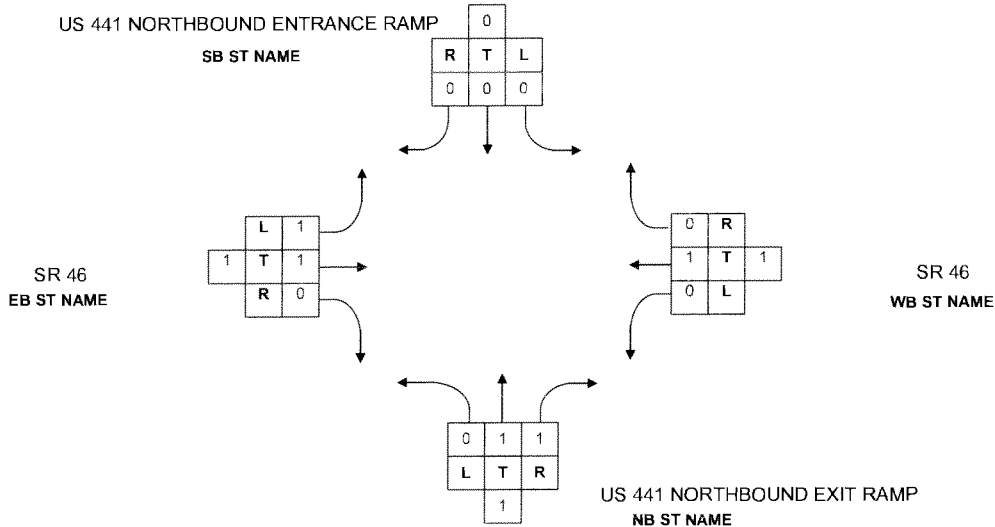 US 441 NORTHBOUND ENTRANCE RAMP
SB ST NAME
0
R T L
0 0 0
L 1
1 T 1
R 0
SR 46
EB ST NAME
0 R
1 T 1
0 L
SR 46
WB ST NAME
0 1 1
L T R
1
US 441 NORTHBOUND EXIT RAMP
NB ST NAME